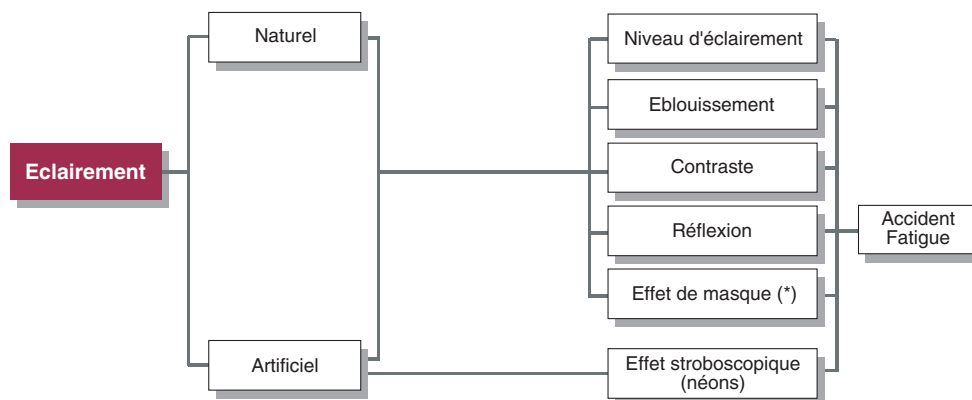 Eclairement
Naturel
Artificiel
Niveau d'éclairement
Eblouissement
Contraste
Réflexion
Effet de masque (*)
Effet stroboscopique
(néons)
Accident
Fatigue